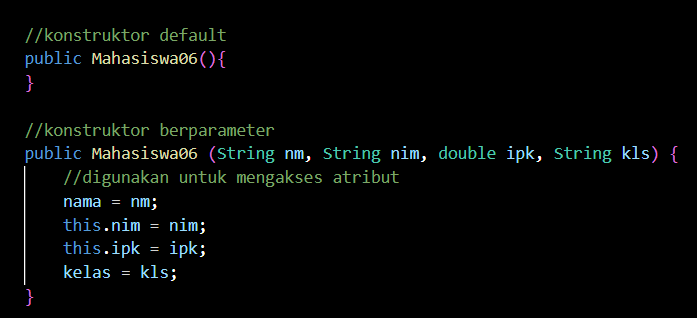 //konstruktor default
public Mahasiswa06(){
}
//konstruktor berparameter
public Mahasiswa06 (String nm, String nim, double ipk, String kls) {
//digunakan untuk mengakses atribut
nama = nm;
this.nim = nim;
this.ipk = ipk;
kelas = kls;
}